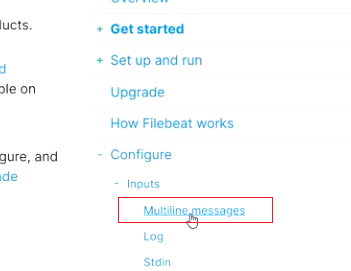 Overview
ducts.
+ Get started
d
+ Set up and run
ble on
Upgrade
How Filebeat works
gure, and
- Configure
ade
- Inputs
Multiline messages
Log
Stdin